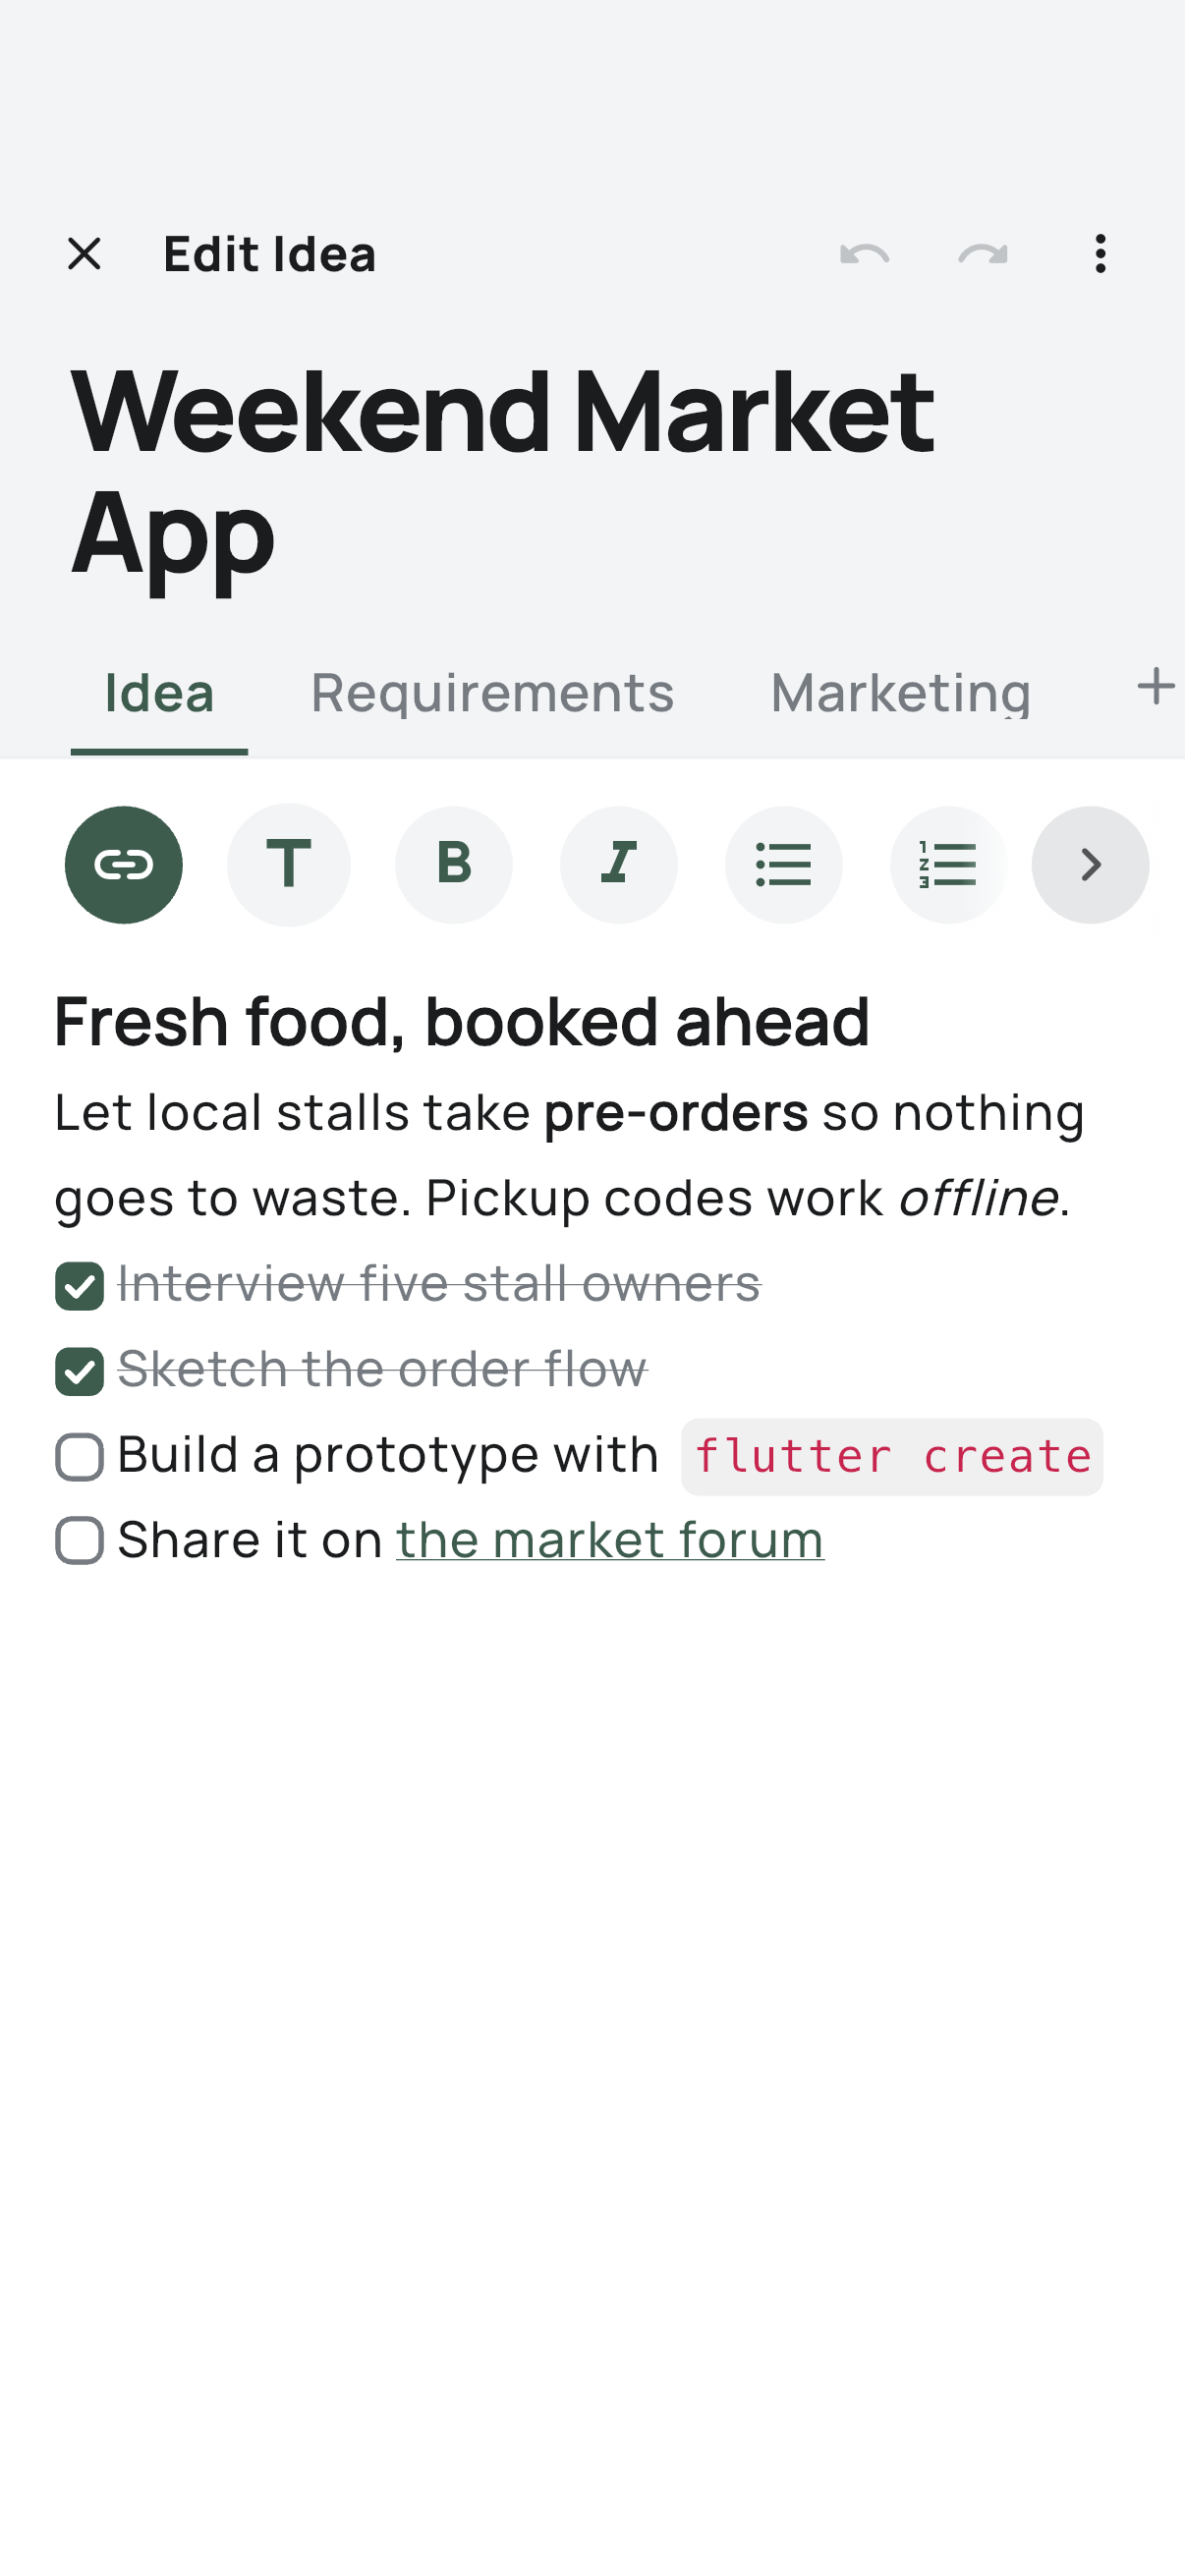 Edit Idea
Weekend Market
App
Idea Requirements Marketing
T B I
Fresh food, booked ahead
Let local stalls take pre-orders so nothing
goes to waste. Pickup codes work offline.
Interview five stall owners
Sketch the order flow
Build a prototype with flutter create
Share it on the market forum